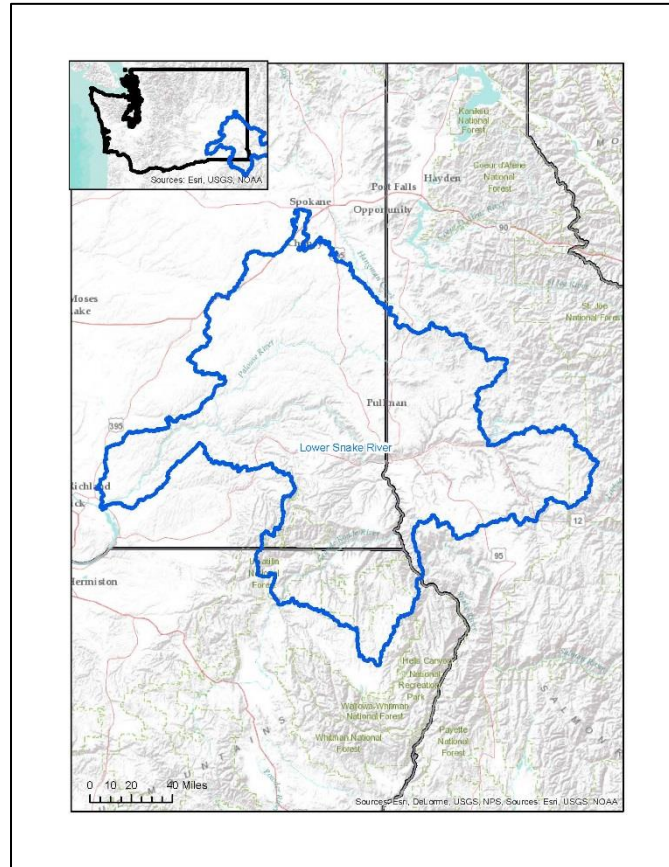 Sources: Esri, USGS, NOAA
Kaniksu
National
Forest
Coeur d'Alene
National
Forest
Post Falls
Hayden
Spokane
Opportunity
90
St. Joe
National Forest
Moses
Lake
Palouse River
Pullman
395
Lower Snake River
12
95
Umatilla
National
Forest
Hermiston
Hells Canyon
National
Recreation
Park
Wallowa-Whitman
National Forest
Whitman National
Forest
Payette
National
Forest
MOUNTAINS
0 10 20 40 Miles
Sources: Esri, DeLorme, USGS, NPS, Sources: Esri, USGS, NOAA